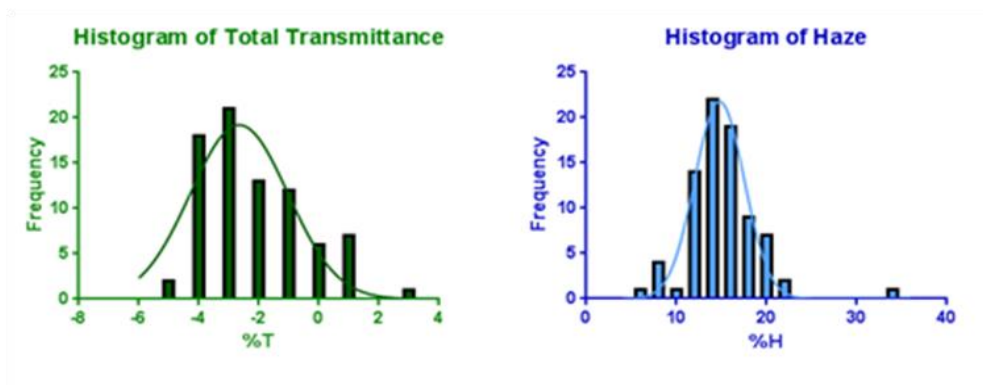 Histogram of Total Transmittance
25
20
15
10
5
0
Frequency
-8 -6 -4 -2 0 2 4
%T
Histogram of Haze
25
20
15
10
5
0
Frequency
0 10 20 30 40
%H